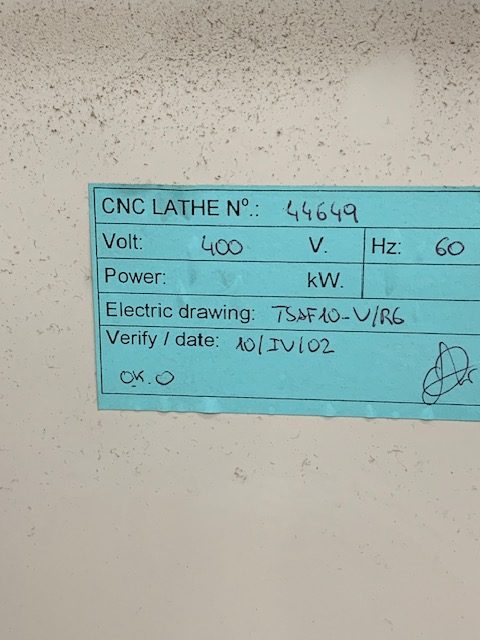 CNC LATHE Nº.: 44649
Volt: 400 V. Hz: 60
Power: kW.
Electric drawing: TSAF10-V/R6
Verify / date: 10/IV/02
OK.O